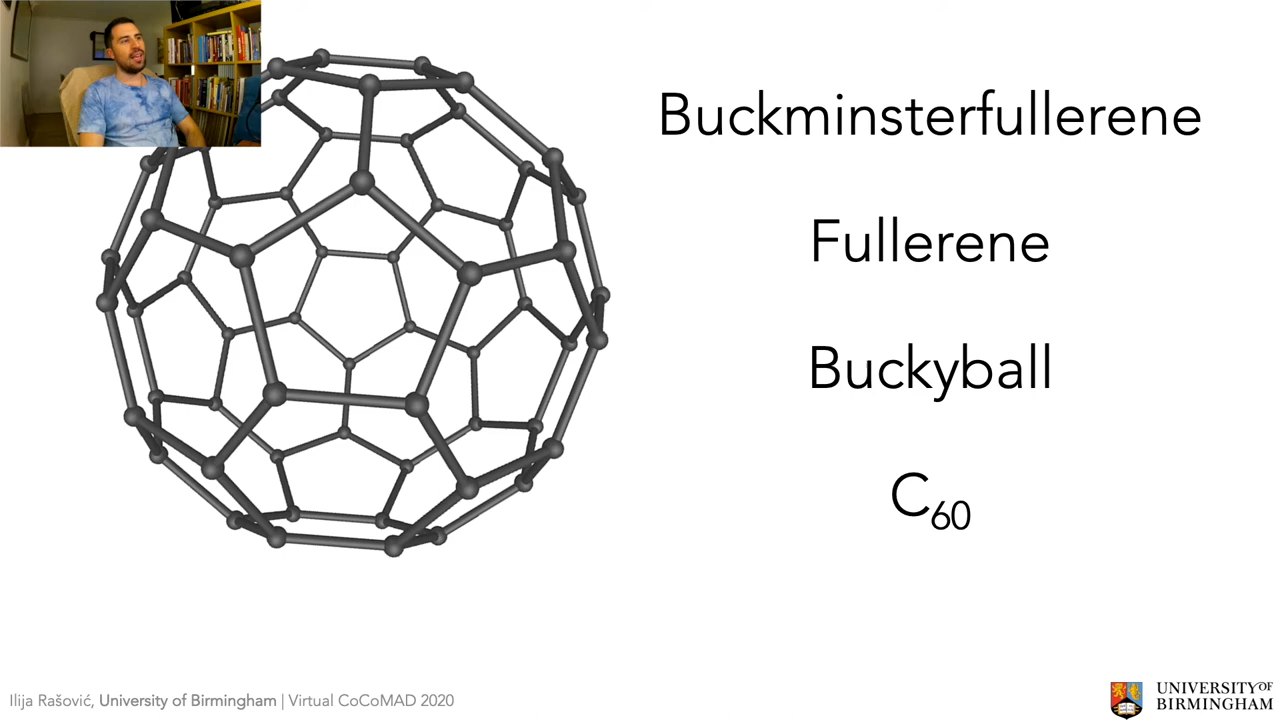 Buckminsterfullerene
Fullerene
Buckyball
C₆₀
Ilija Rašović, University of Birmingham | Virtual CoCoMAD 2020
UNIVERSITY OF
BIRMINGHAM